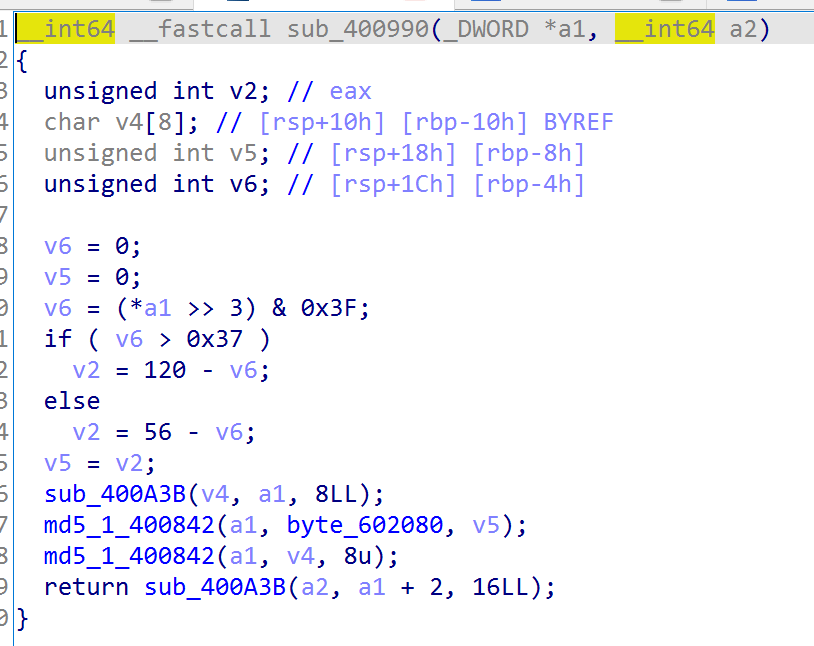 1 __int64 __fastcall sub_400990(_DWORD *a1, __int64 a2)
2 {
3 unsigned int v2; // eax
4 char v4[8]; // [rsp+10h] [rbp-10h] BYREF
5 unsigned int v5; // [rsp+18h] [rbp-8h]
6 unsigned int v6; // [rsp+1Ch] [rbp-4h]
7
8 v6 = 0;
9 v5 = 0;
0 v6 = (*a1 >> 3) & 0x3F;
1 if ( v6 > 0x37 )
2 v2 = 120 - v6;
3 else
4 v2 = 56 - v6;
5 v5 = v2;
6 sub_400A3B(v4, a1, 8LL);
7 md5_1_400842(a1, byte_602080, v5);
8 md5_1_400842(a1, v4, 8u);
9 return sub_400A3B(a2, a1 + 2, 16LL);
0 }